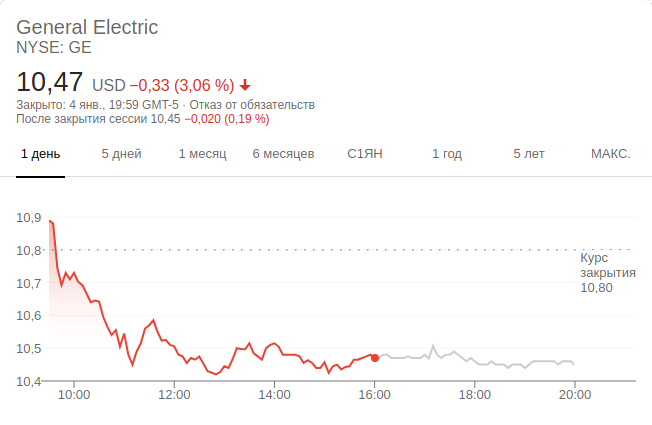 General Electric
NYSE: GE
10,47 USD −0,33 (3,06 %)
Закрыто: 4 янв., 19:59 GMT-5 · Отказ от обязательств
После закрытия сессии 10,45 −0,020 (0,19 %)
1 день 5 дней 1 месяц 6 месяцев С1ЯН 1 год 5 лет МАКС.
10,9
10,8
Курс
закрытия
10,80
10,7
10,6
10,5
10,4
10:00 12:00 14:00 16:00 18:00 20:00